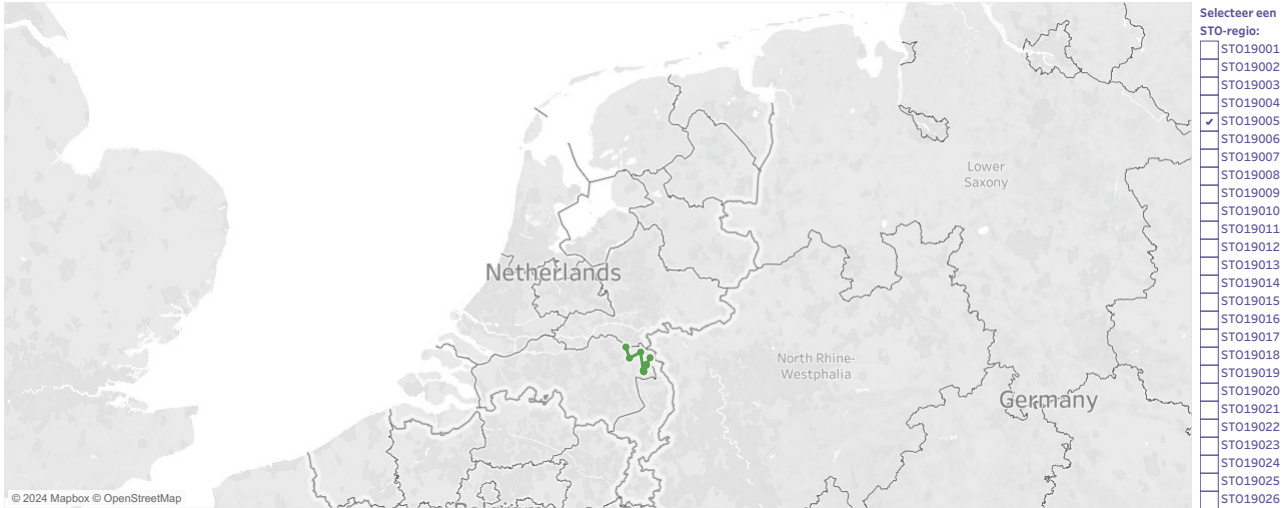 Selecteer een
STO-regio:
STO19001
STO19002
STO19003
STO19004
STO19005
STO19006
STO19007
STO19008
STO19009
STO19010
STO19011
STO19012
STO19013
STO19014
STO19015
STO19016
STO19017
STO19018
STO19019
STO19020
STO19021
STO19022
STO19023
STO19024
STO19025
STO19026
Lower
Saxony
Netherlands
North Rhine-
Westphalia
Germany
© 2024 Mapbox © OpenStreetMap